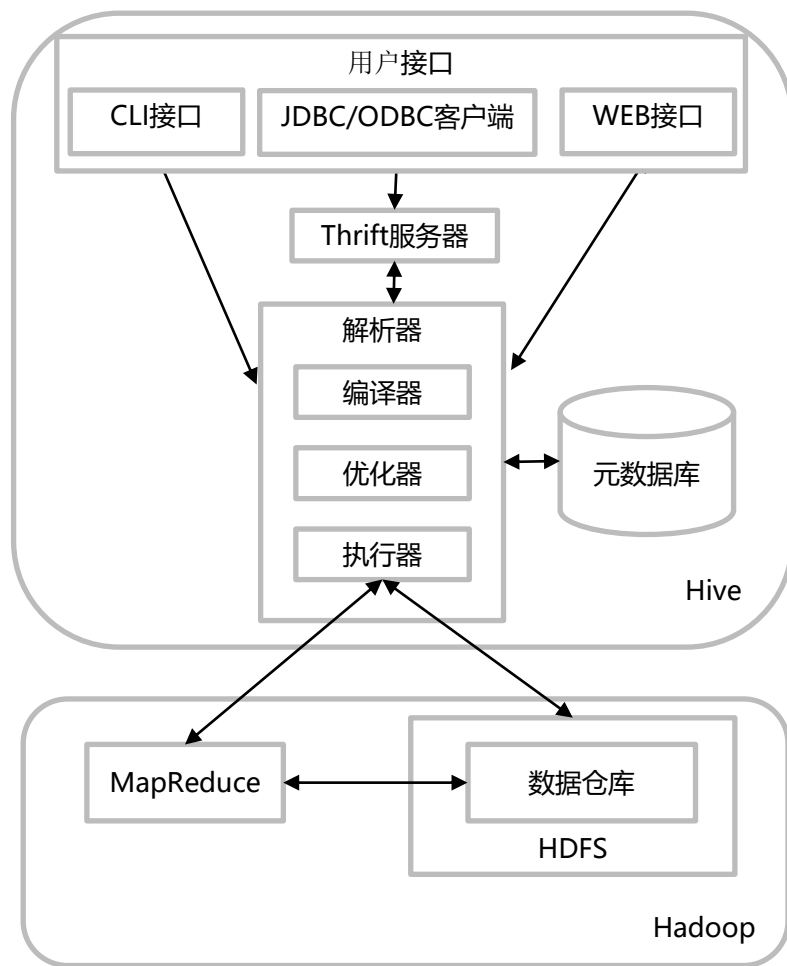 用户接口
CLI接口
JDBC/ODBC客户端
WEB接口
Thrift服务器
解析器
编译器
优化器
元数据库
执行器
Hive
MapReduce
数据仓库
HDFS
Hadoop